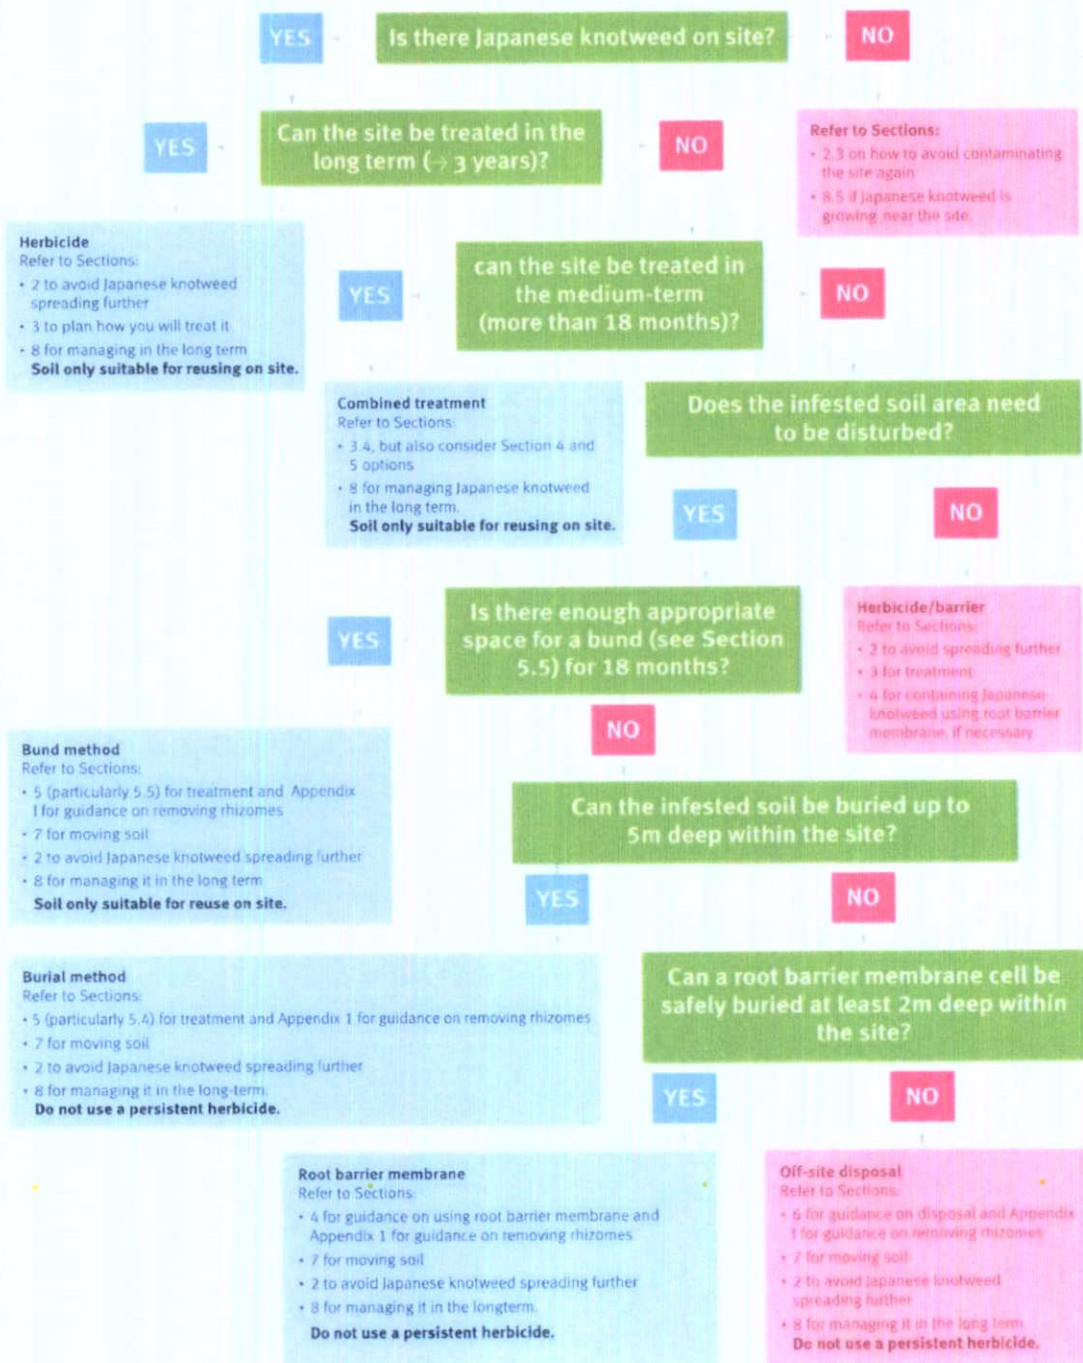 YES
Is there Japanese knotweed on site?
NO
YES
Can the site be treated in the
long term (→ 3 years)?
NO
Refer to Sections:
• 2.3 on how to avoid contaminating
the site again
• 8.5 if Japanese knotweed is
growing near the site.
Herbicide
Refer to Sections:
• 2 to avoid Japanese knotweed
spreading further
• 3 to plan how you will treat it
• 8 for managing in the long term
Soil only suitable for reusing on site.
YES
can the site be treated in
the medium-term
(more than 18 months)?
NO
Combined treatment
Refer to Sections:
• 3.4, but also consider Section 4 and
5 options
• 8 for managing Japanese knotweed
in the long term.
Soil only suitable for reusing on site.
Does the infested soil area need
to be disturbed?
YES
NO
YES
Is there enough appropriate
space for a bund (see Section
5.5) for 18 months?
NO
Herbicide/barrier
Refer to Sections:
• 2 to avoid spreading further
• 3 for treatment
• 4 for containing Japanese
knotweed using root barrier
membrane, if necessary
Bund method
Refer to Sections:
• 5 (particularly 5.5) for treatment and Appendix
1 for guidance on removing rhizomes
• 7 for moving soil
• 2 to avoid Japanese knotweed spreading further
• 8 for managing it in the long term
Soil only suitable for reuse on site.
Can the infested soil be buried up to
5m deep within the site?
YES
NO
Burial method
Refer to Sections:
• 5 (particularly 5.4) for treatment and Appendix 1 for guidance on removing rhizomes
• 7 for moving soil
• 2 to avoid Japanese knotweed spreading further
• 8 for managing it in the long-term.
Do not use a persistent herbicide.
Can a root barrier membrane cell be
safely buried at least 2m deep within
the site?
YES
NO
Root barrier membrane
Refer to Sections:
• 4 for guidance on using root barrier membrane and
Appendix 1 for guidance on removing rhizomes
• 7 for moving soil
• 2 to avoid Japanese knotweed spreading further
• 8 for managing it in the longterm.
Do not use a persistent herbicide.
Off-site disposal
Refer to Sections:
• 6 for guidance on disposal and Appendix
1 for guidance on removing rhizomes
• 7 for moving soil
• 2 to avoid Japanese knotweed
spreading further
• 8 for managing it in the long term.
Do not use a persistent herbicide.